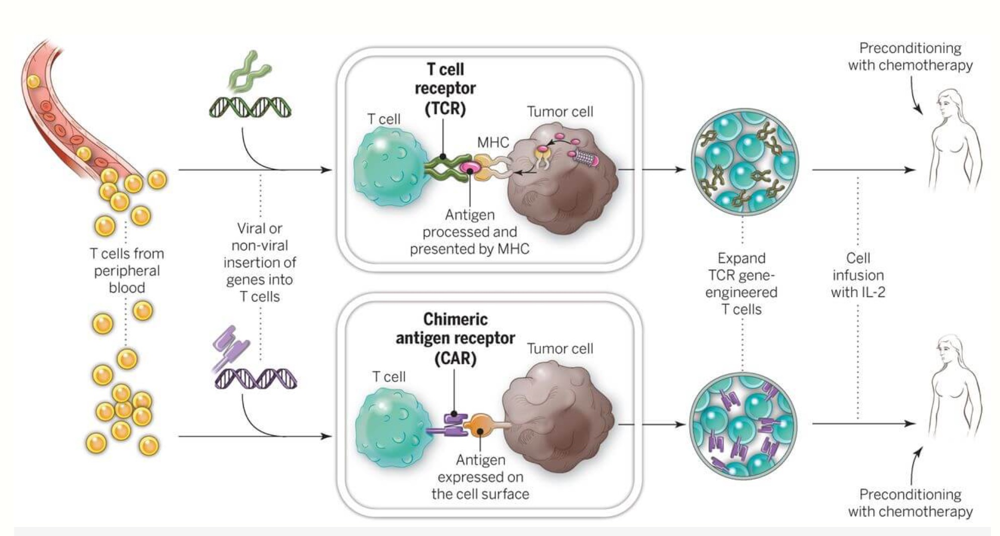 Preconditioning
with chemotherapy
T cell
receptor
(TCR)
T cell
Tumor cell
MHC
Antigen
processed and
presented by MHC
T cells from
peripheral
blood
Viral or
non-viral
insertion of
genes into
T cells
Expand
TCR gene-
engineered
T cells
Cell
infusion
with IL-2
Chimeric
antigen receptor
(CAR)
T cell
Tumor cell
Antigen
expressed on
the cell surface
Preconditioning
with chemotherapy